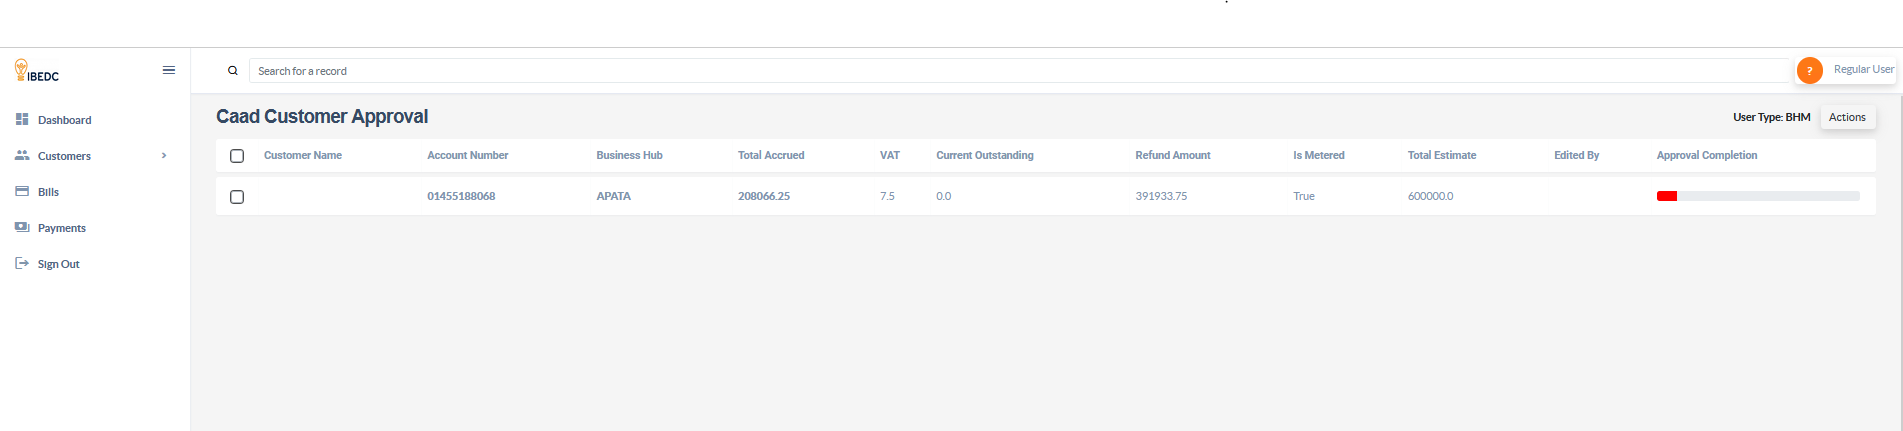 IBEDC
Search for a record
? Regular User
Dashboard
Customers
Bills
Payments
Sign Out
Caad Customer Approval
User Type: BHM Actions
Customer Name Account Number Business Hub Total Accrued VAT Current Outstanding Refund Amount Is Metered Total Estimate Edited By Approval Completion
01455188068 APATA 208066.25 7.5 0.0 391933.75 True 600000.0